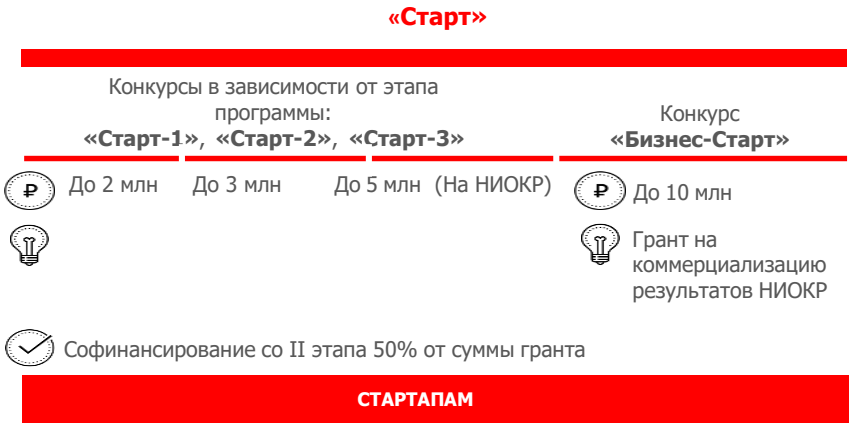 «Старт»
Конкурсы в зависимости от этапа
программы:
«Старт-1», «Старт-2», «Старт-3»
Конкурс
«Бизнес-Старт»
₽ До 2 млн До 3 млн До 5 млн (На НИОКР)
₽ До 10 млн
Грант на
коммерциализацию
результатов НИОКР
Софинансирование со II этапа 50% от суммы гранта
СТАРТАПАМ